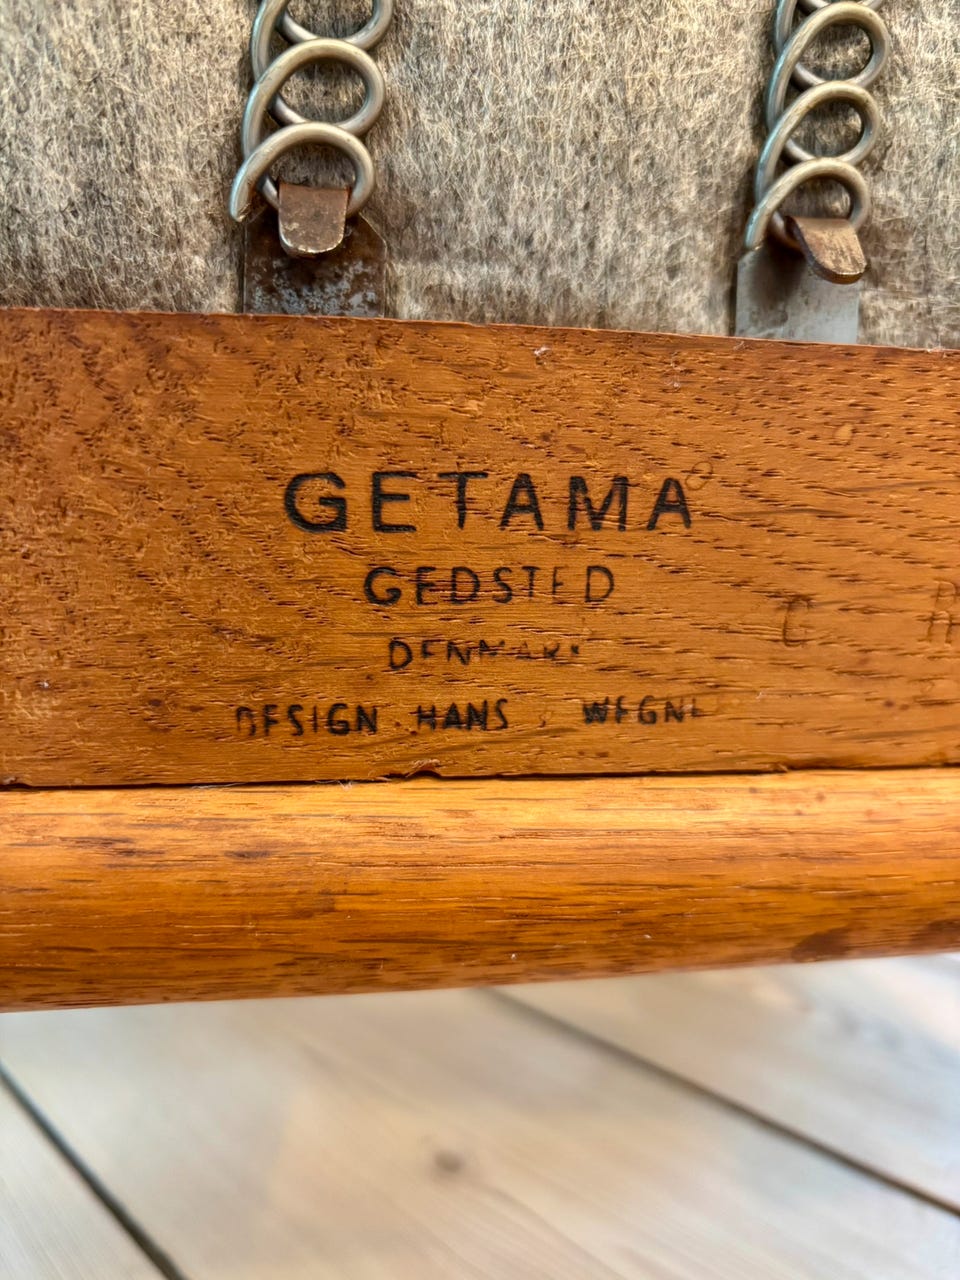 GETAMA
GEDSTED
DENMARK
DESIGN HANS J WEGNER
C R